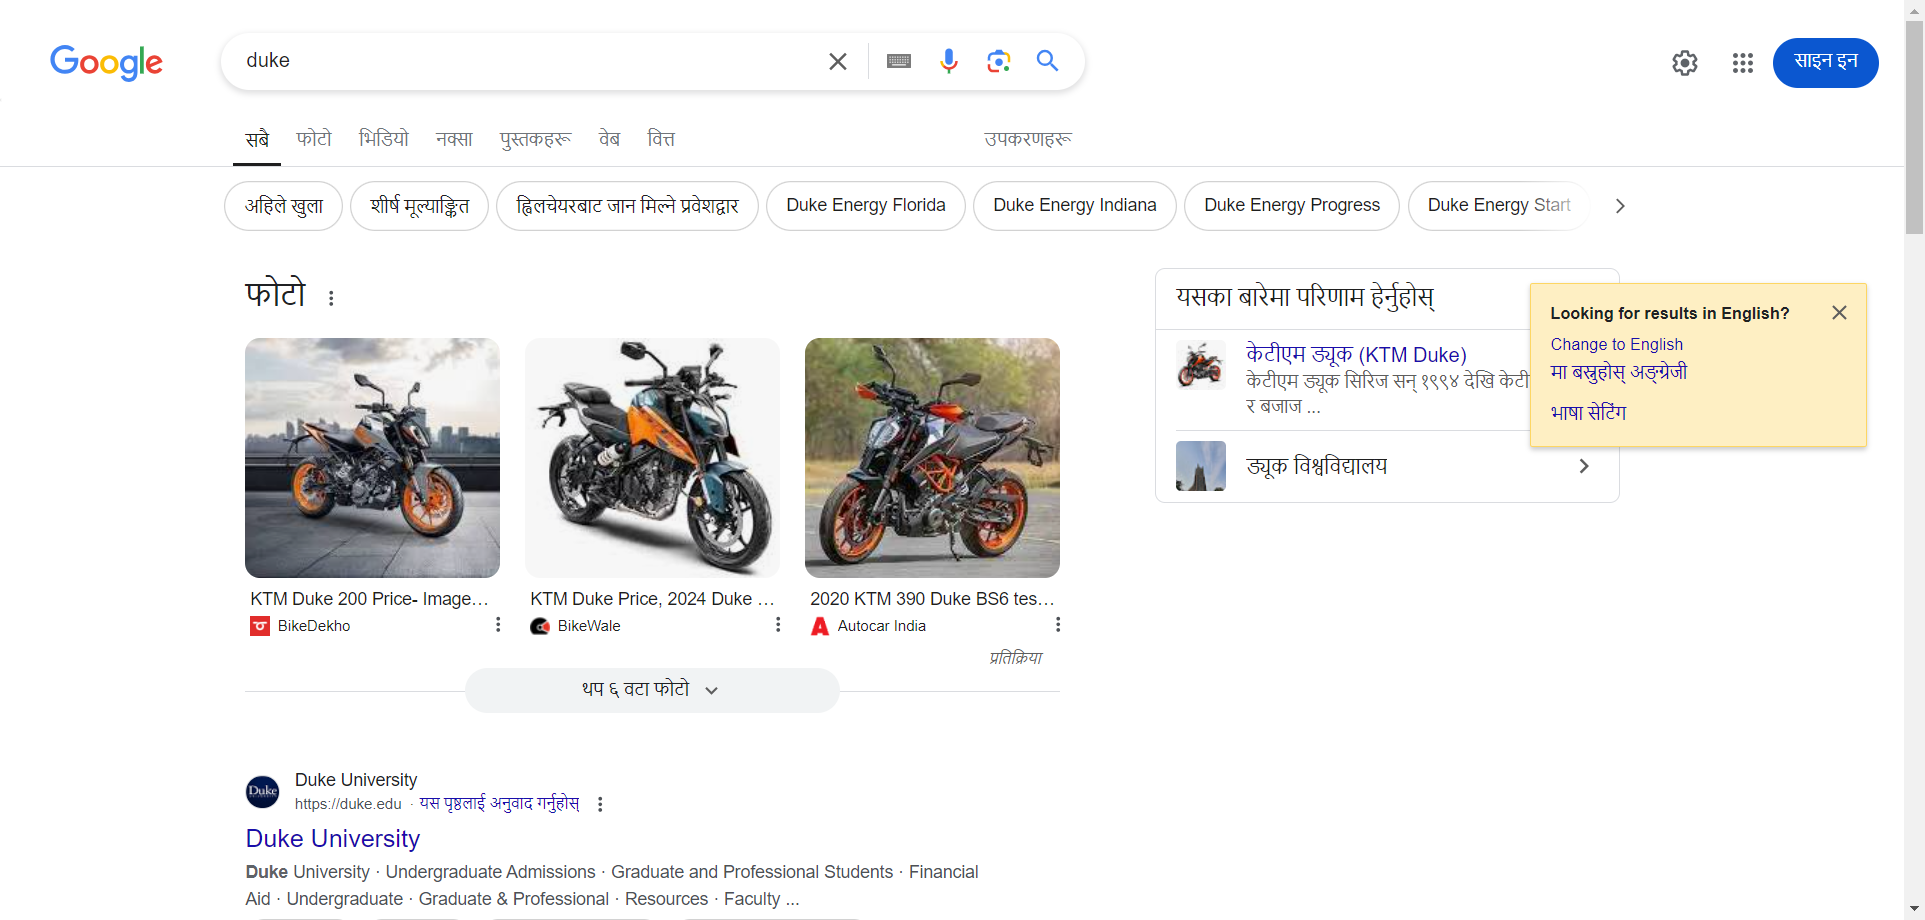 Google
duke
साइन इन
सबै
फोटो
भिडियो
नक्सा
पुस्तकहरू
वेब
वित्त
उपकरणहरू
अहिले खुला
शीर्ष मूल्याङ्कित
ह्विलचेयरबाट जान मिल्ने प्रवेशद्वार
Duke Energy Florida
Duke Energy Indiana
Duke Energy Progress
Duke Energy Start
फोटो
KTM Duke 200 Price- Image...
BikeDekho
KTM Duke Price, 2024 Duke ...
BikeWale
2020 KTM 390 Duke BS6 tes...
Autocar India
प्रतिक्रिया
थप ६ वटा फोटो
यसका बारेमा परिणाम हेर्नुहोस्
केटीएम ड्यूक (KTM Duke)
केटीएम ड्यूक सिरिज सन् १९९४ देखि केटी
र बजाज ...
ड्यूक विश्वविद्यालय
Looking for results in English?
Change to English
मा बस्नुहोस् अङ्ग्रेजी
भाषा सेटिंग
Duke
Duke University
https://duke.edu · यस पृष्ठलाई अनुवाद गर्नुहोस्
Duke University
Duke University · Undergraduate Admissions · Graduate and Professional Students · Financial
Aid · Undergraduate · Graduate & Professional · Resources · Faculty ...